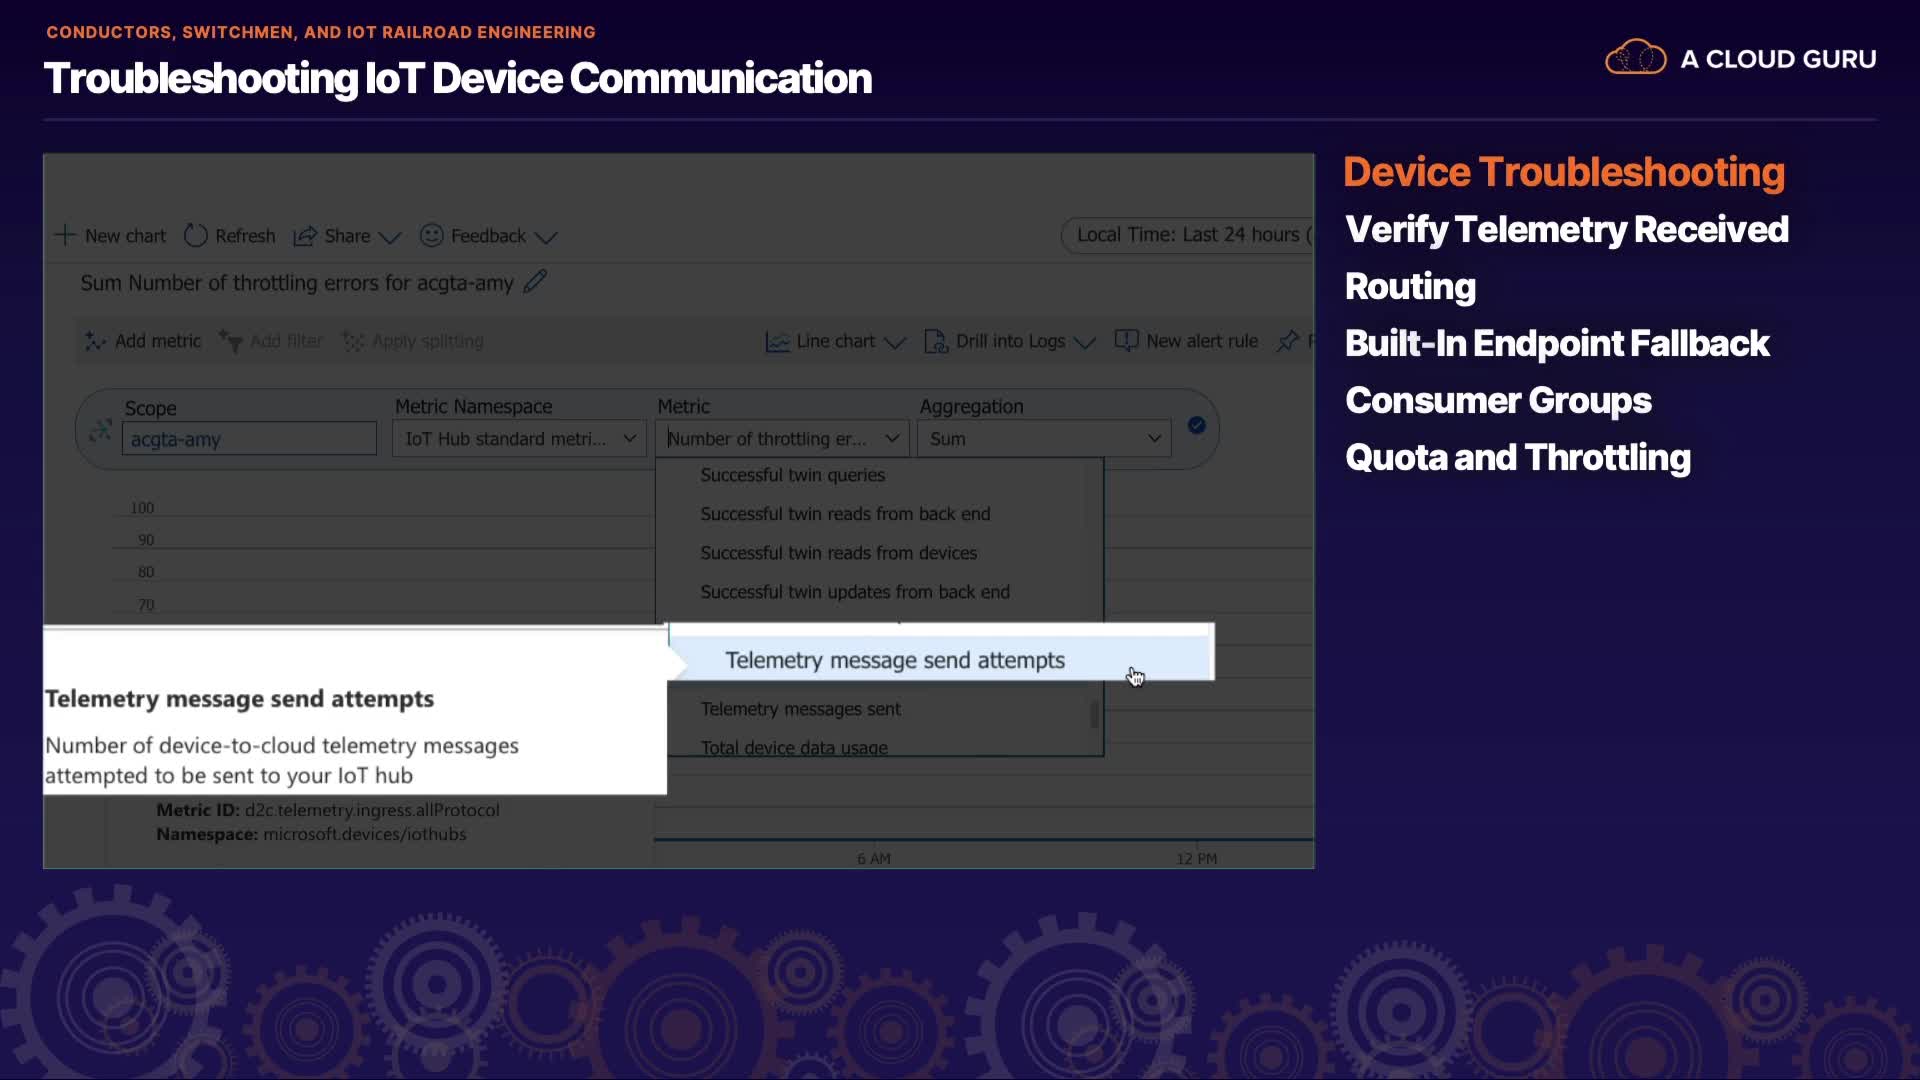 CONDUCTORS, SWITCHMEN, AND IOT RAILROAD ENGINEERING
Troubleshooting IoT Device Communication
A CLOUD GURU
New chart Refresh Share Feedback
Local Time: Last 24 hours (
Sum Number of throttling errors for acgta-amy
Add metric Add filter Apply splitting Line chart Drill into Logs New alert rule
Scope Metric Namespace Metric Aggregation
acgta-amy IoT Hub standard metri... Number of throttling er... Sum
Successful twin queries
Successful twin reads from back end
Successful twin reads from devices
Successful twin updates from back end
Telemetry message send attempts
Telemetry messages sent
Total device data usage
100
90
80
70
Telemetry message send attempts
Number of device-to-cloud telemetry messages
attempted to be sent to your IoT hub
Metric ID: d2c.telemetry.ingress.allProtocol
Namespace: microsoft.devices/iothubs
6 AM 12 PM
Device Troubleshooting
Verify Telemetry Received
Routing
Built-In Endpoint Fallback
Consumer Groups
Quota and Throttling